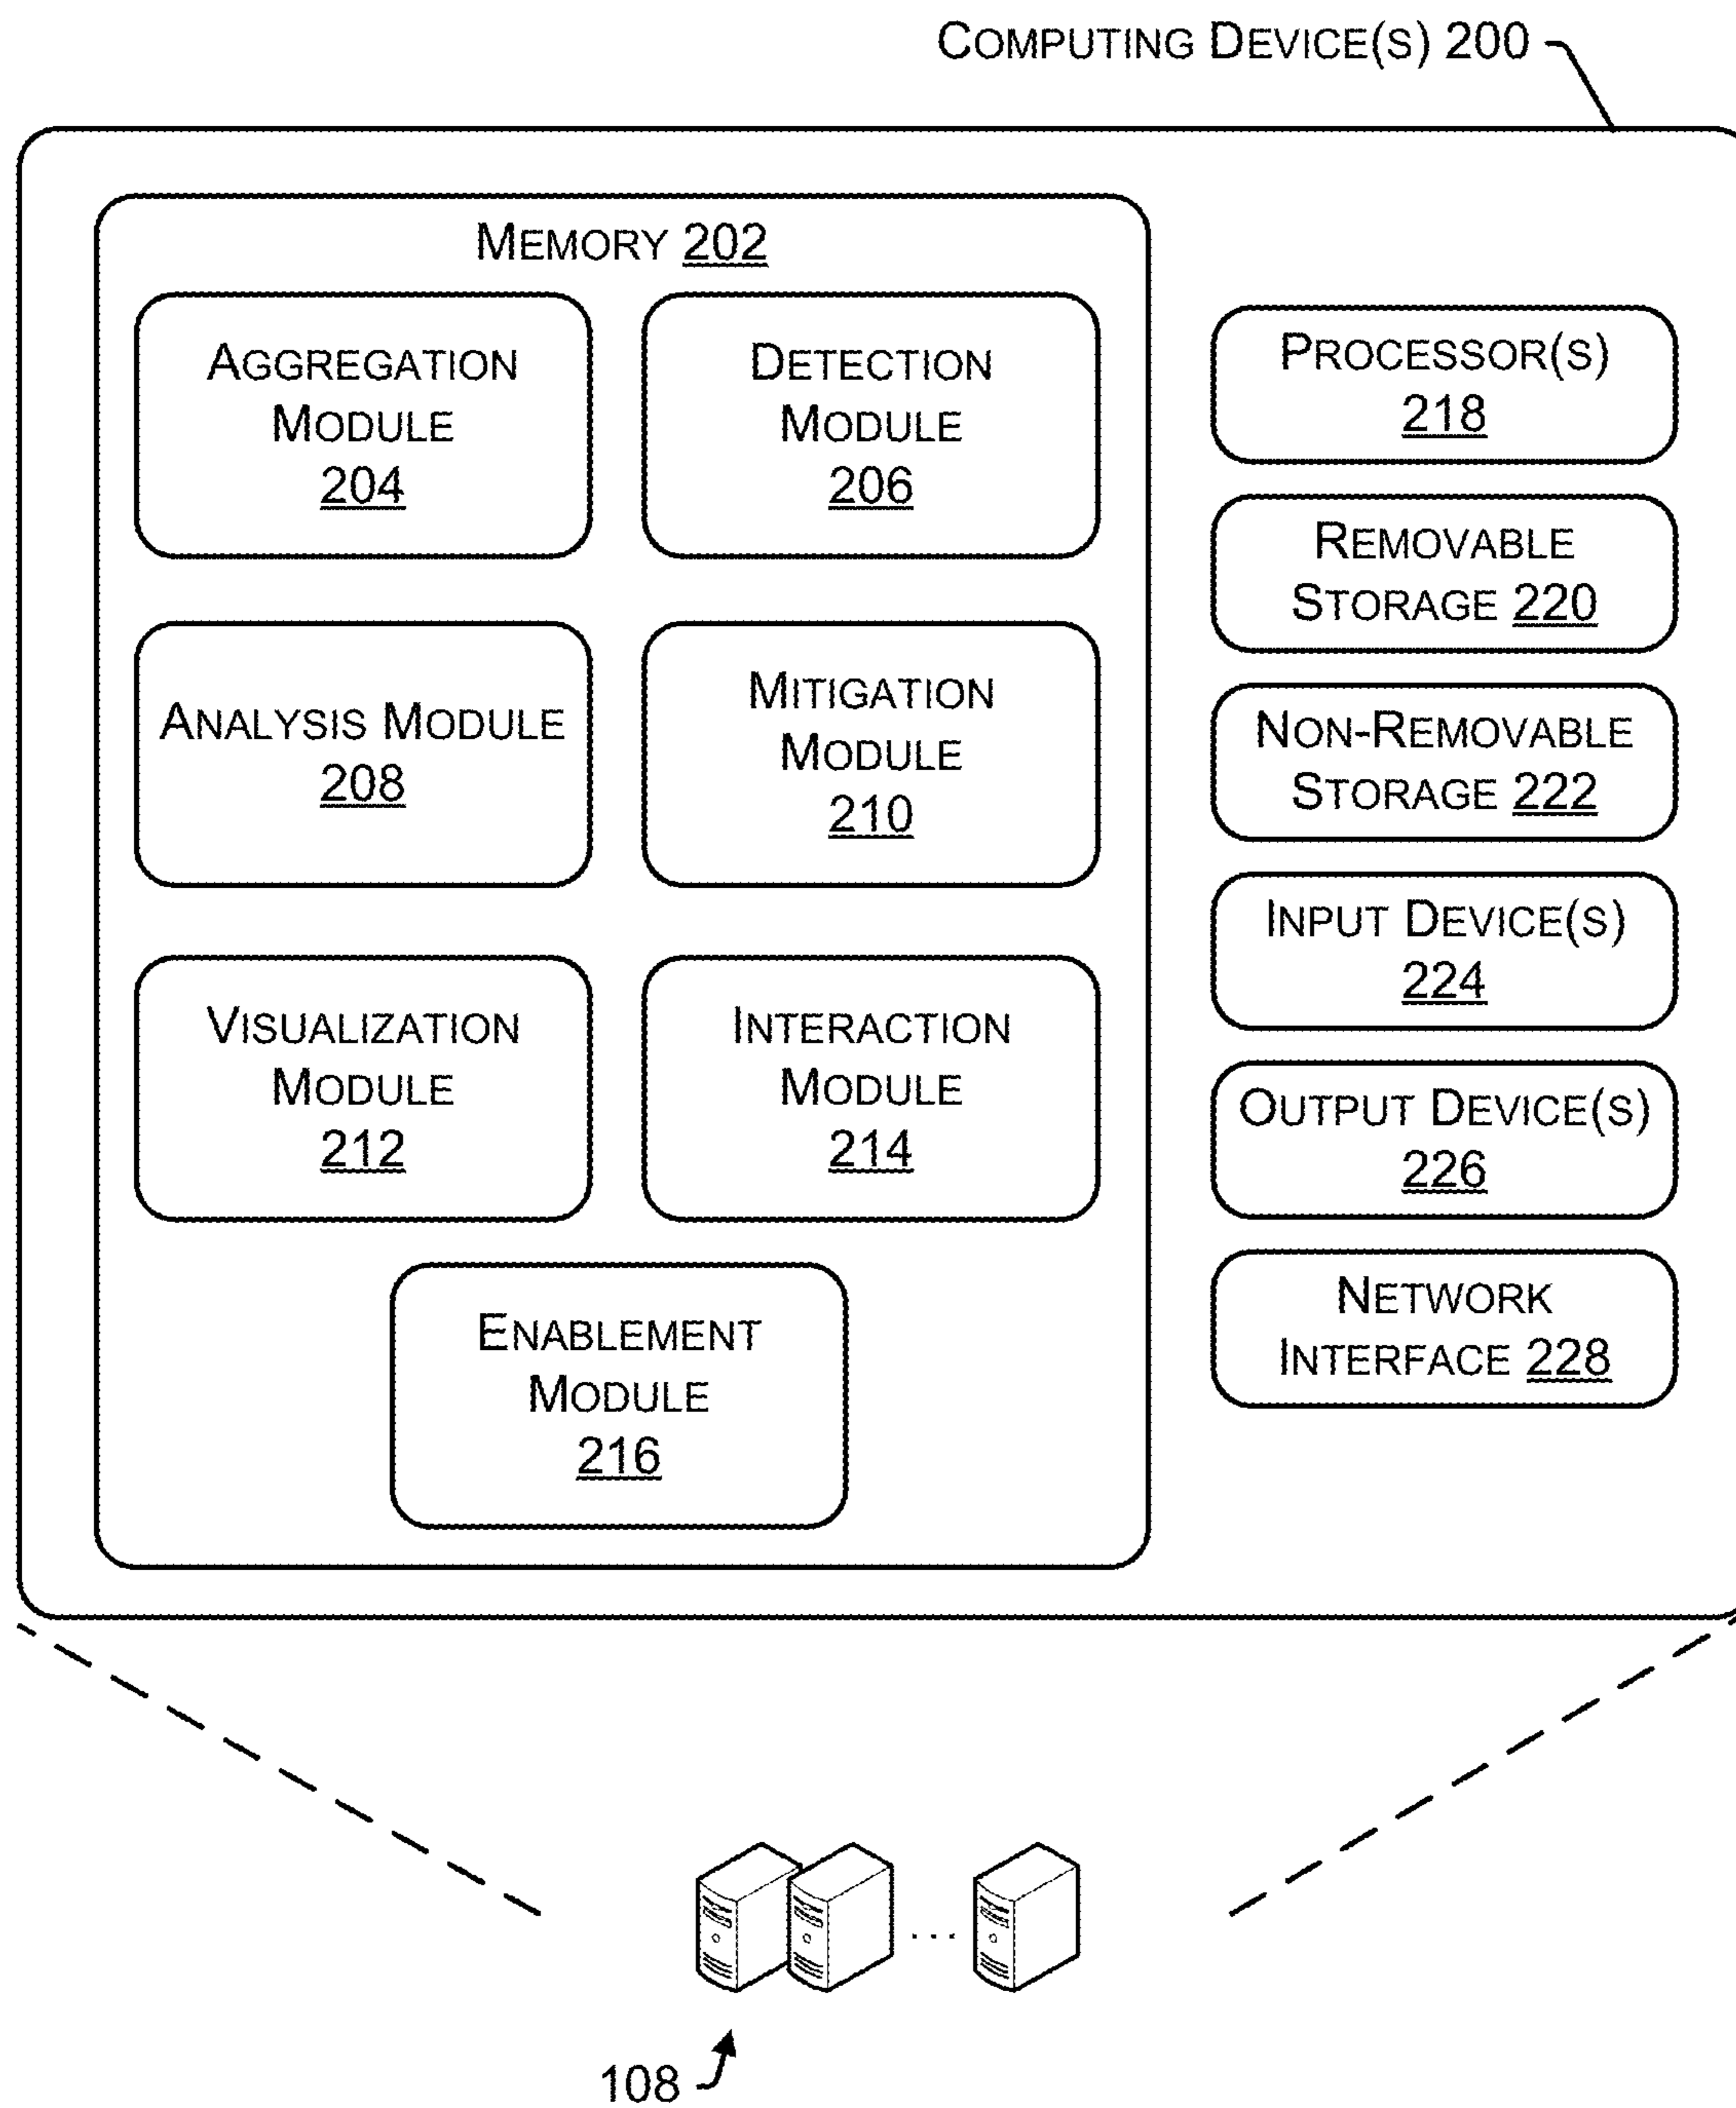 COMPUTING DEVICE(S) 200
MEMORY 202
AGGREGATION
MODULE
204
DETECTION
MODULE
206
ANALYSIS MODULE
208
MITIGATION
MODULE
210
VISUALIZATION
MODULE
212
INTERACTION
MODULE
214
ENABLEMENT
MODULE
216
PROCESSOR(S)
218
REMOVABLE
STORAGE 220
NON-REMOVABLE
STORAGE 222
INPUT DEVICE(S)
224
OUTPUT DEVICE(S)
226
NETWORK
INTERFACE 228
...
108